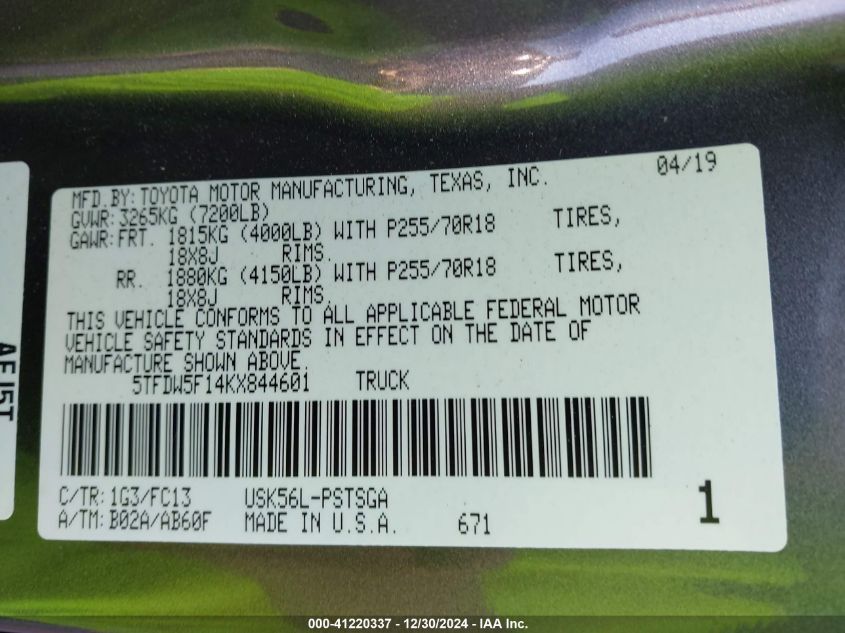 MFD.BY: TOYOTA MOTOR MANUFACTURING, TEXAS, INC. 04/19
GVWR: 3265KG (7200LB)
GAWR: FRT. 1815KG (4000LB) WITH P255/70R18 TIRES,
18X8J RIMS.
RR. 1880KG (4150LB) WITH P255/70R18 TIRES,
18X8J RIMS.
THIS VEHICLE CONFORMS TO ALL APPLICABLE FEDERAL MOTOR
VEHICLE SAFETY STANDARDS IN EFFECT ON THE DATE OF
MANUFACTURE SHOWN ABOVE.
5TFDW5F14KX844601 TRUCK
C/TR: 1G3/FC13 USK56L-PSTSGA
A/TM: B02A/AB60F MADE IN U.S.A. 671 1
000-41220337 - 12/30/2024 - IAA Inc.